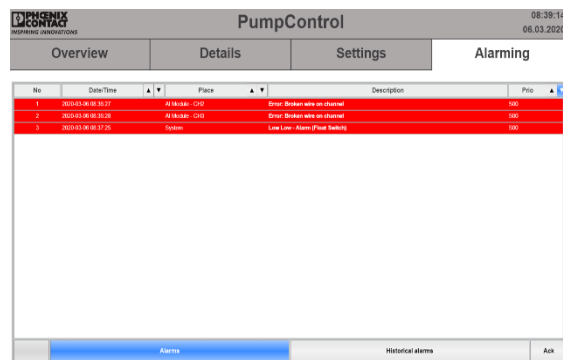 PHOENIX
CONTACT
INSPIRING INNOVATIONS
PumpControl
08:39:14
06.03.2020
Overview Details Settings Alarming
No Date/Time ▲ ▼ Place ▲ ▼ Description Prio ▲ ▼
1 2020-03-06 08:36:27 AI Module - CH2 Error: Broken wire on channel 500
2 2020-03-06 08:36:28 AI Module - CH3 Error: Broken wire on channel 500
3 2020-03-06 08:37:25 System Low Low - Alarm (Float Switch) 500
Alarms Historical alarms Ack